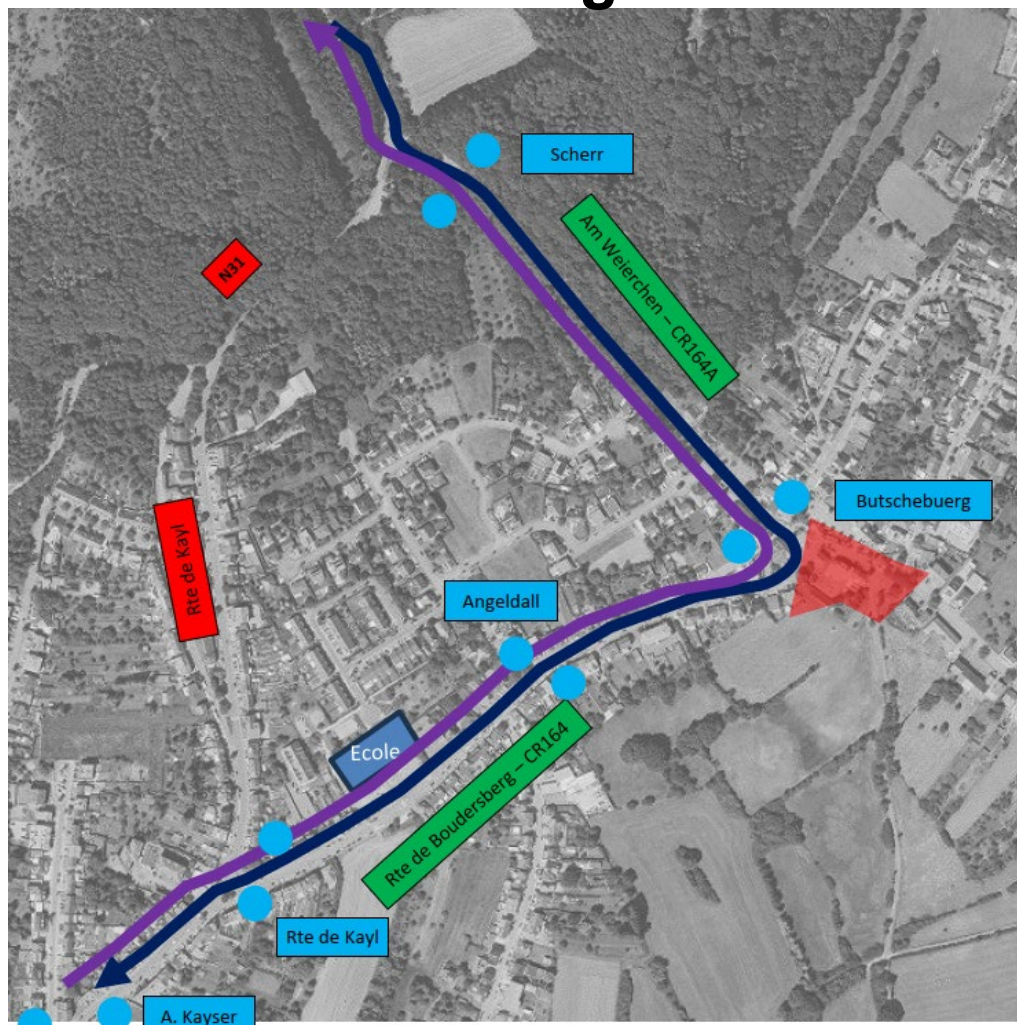 g
Scherr
Am Weierchen – CR164A
N31
Butschebuerg
Rte de Kayl
Angeldall
Ecole
Rte de Boudersberg – CR164
Rte de Kayl
A. Kayser